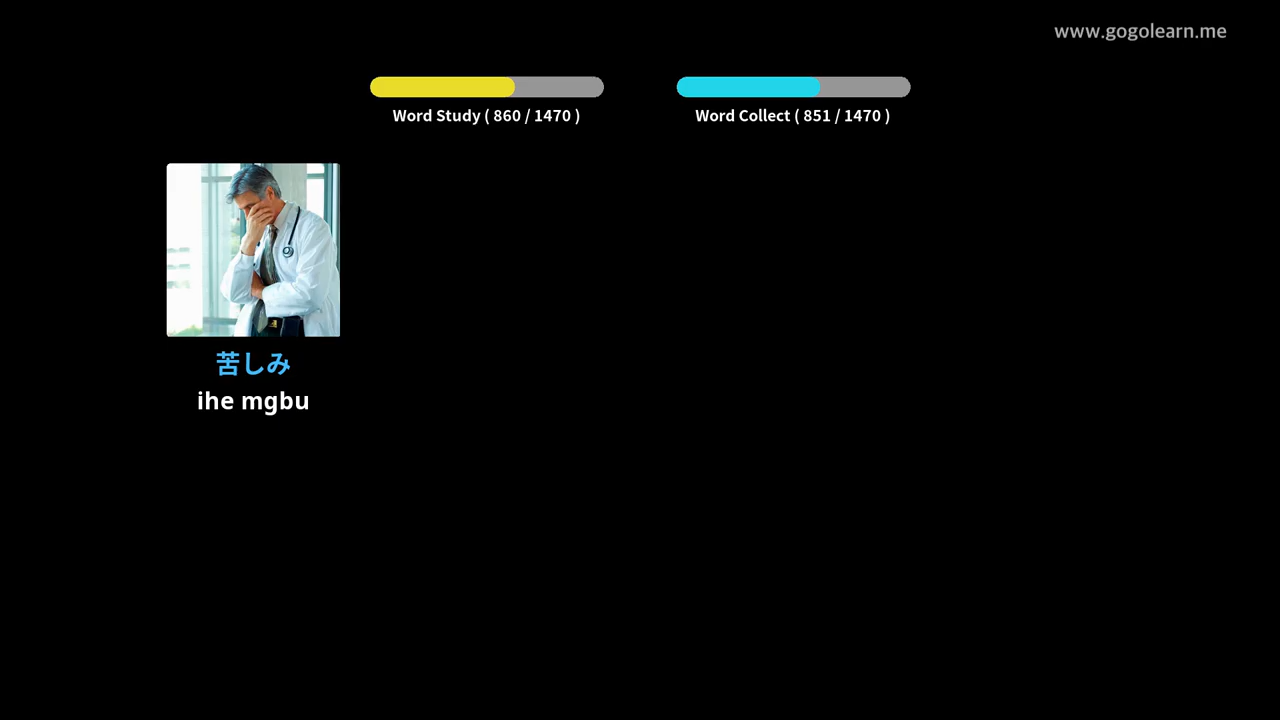 www.gogolearn.me
Word Study ( 860 / 1470 )
Word Collect ( 851 / 1470 )
苦しみ
ihe mgbu